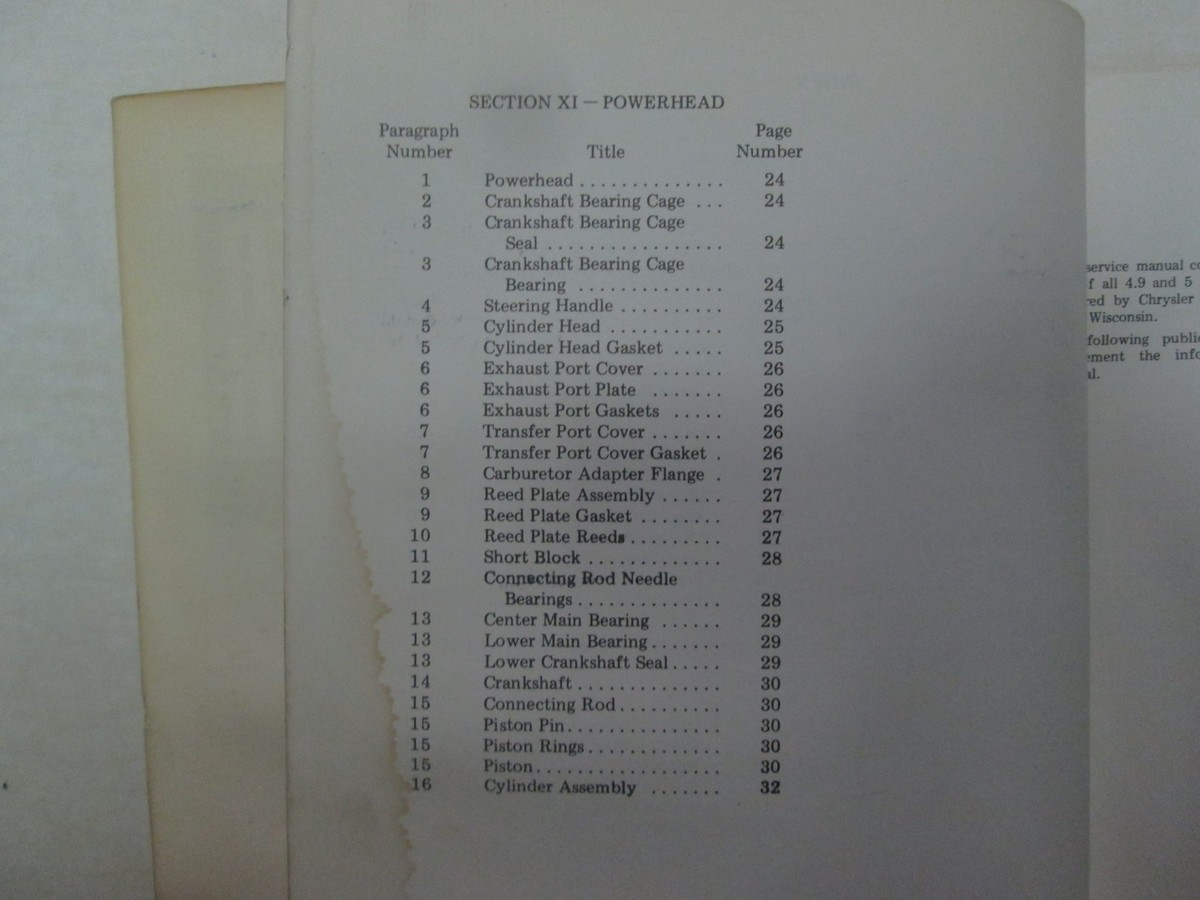 SECTION XI — POWERHEAD
Paragraph Page
Number Title Number
1 Powerhead .............. 24
2 Crankshaft Bearing Cage ... 24
3 Crankshaft Bearing Cage
Seal ................. 24
3 Crankshaft Bearing Cage
Bearing .............. 24
4 Steering Handle .......... 24
5 Cylinder Head ........... 25
5 Cylinder Head Gasket ..... 25
6 Exhaust Port Cover ....... 26
6 Exhaust Port Plate ....... 26
6 Exhaust Port Gaskets ..... 26
7 Transfer Port Cover ....... 26
7 Transfer Port Cover Gasket . 26
8 Carburetor Adapter Flange . 27
9 Reed Plate Assembly ...... 27
9 Reed Plate Gasket ........ 27
10 Reed Plate Reeds ......... 27
11 Short Block ............. 28
12 Connecting Rod Needle
Bearings .............. 28
13 Center Main Bearing ...... 29
13 Lower Main Bearing ....... 29
13 Lower Crankshaft Seal ..... 29
14 Crankshaft .............. 30
15 Connecting Rod .......... 30
15 Piston Pin ............... 30
15 Piston Rings ............. 30
15 Piston .................. 30
16 Cylinder Assembly ....... 32
service manual
all 4.9 and 5
by Chrysler
Wisconsin.
following
the